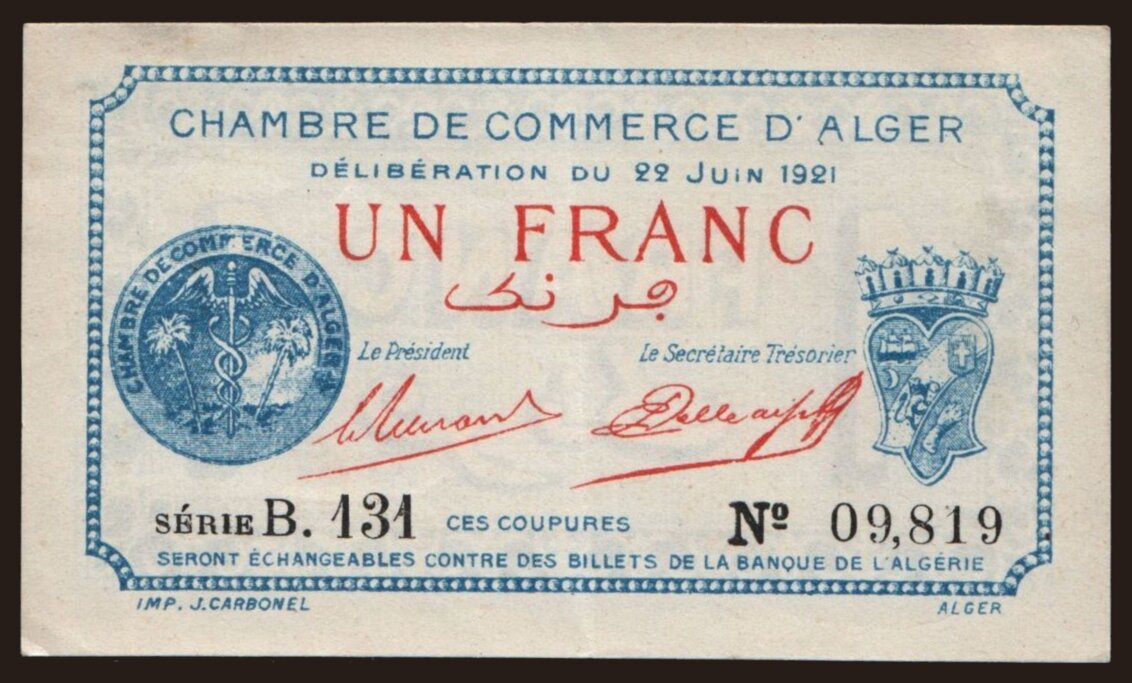 CHAMBRE DE COMMERCE D'ALGER
DÉLIBÉRATION DU 22 JUIN 1921
UN FRANC
فرنك
CHAMBRE DE COMMERCE D'ALGER
Le Président
Le Secrétaire Trésorier
SÉRIE B. 131
CES COUPURES
Nº 09,819
SERONT ÉCHANGEABLES CONTRE DES BILLETS DE LA BANQUE DE L'ALGÉRIE
IMP. J. CARBONEL
ALGER